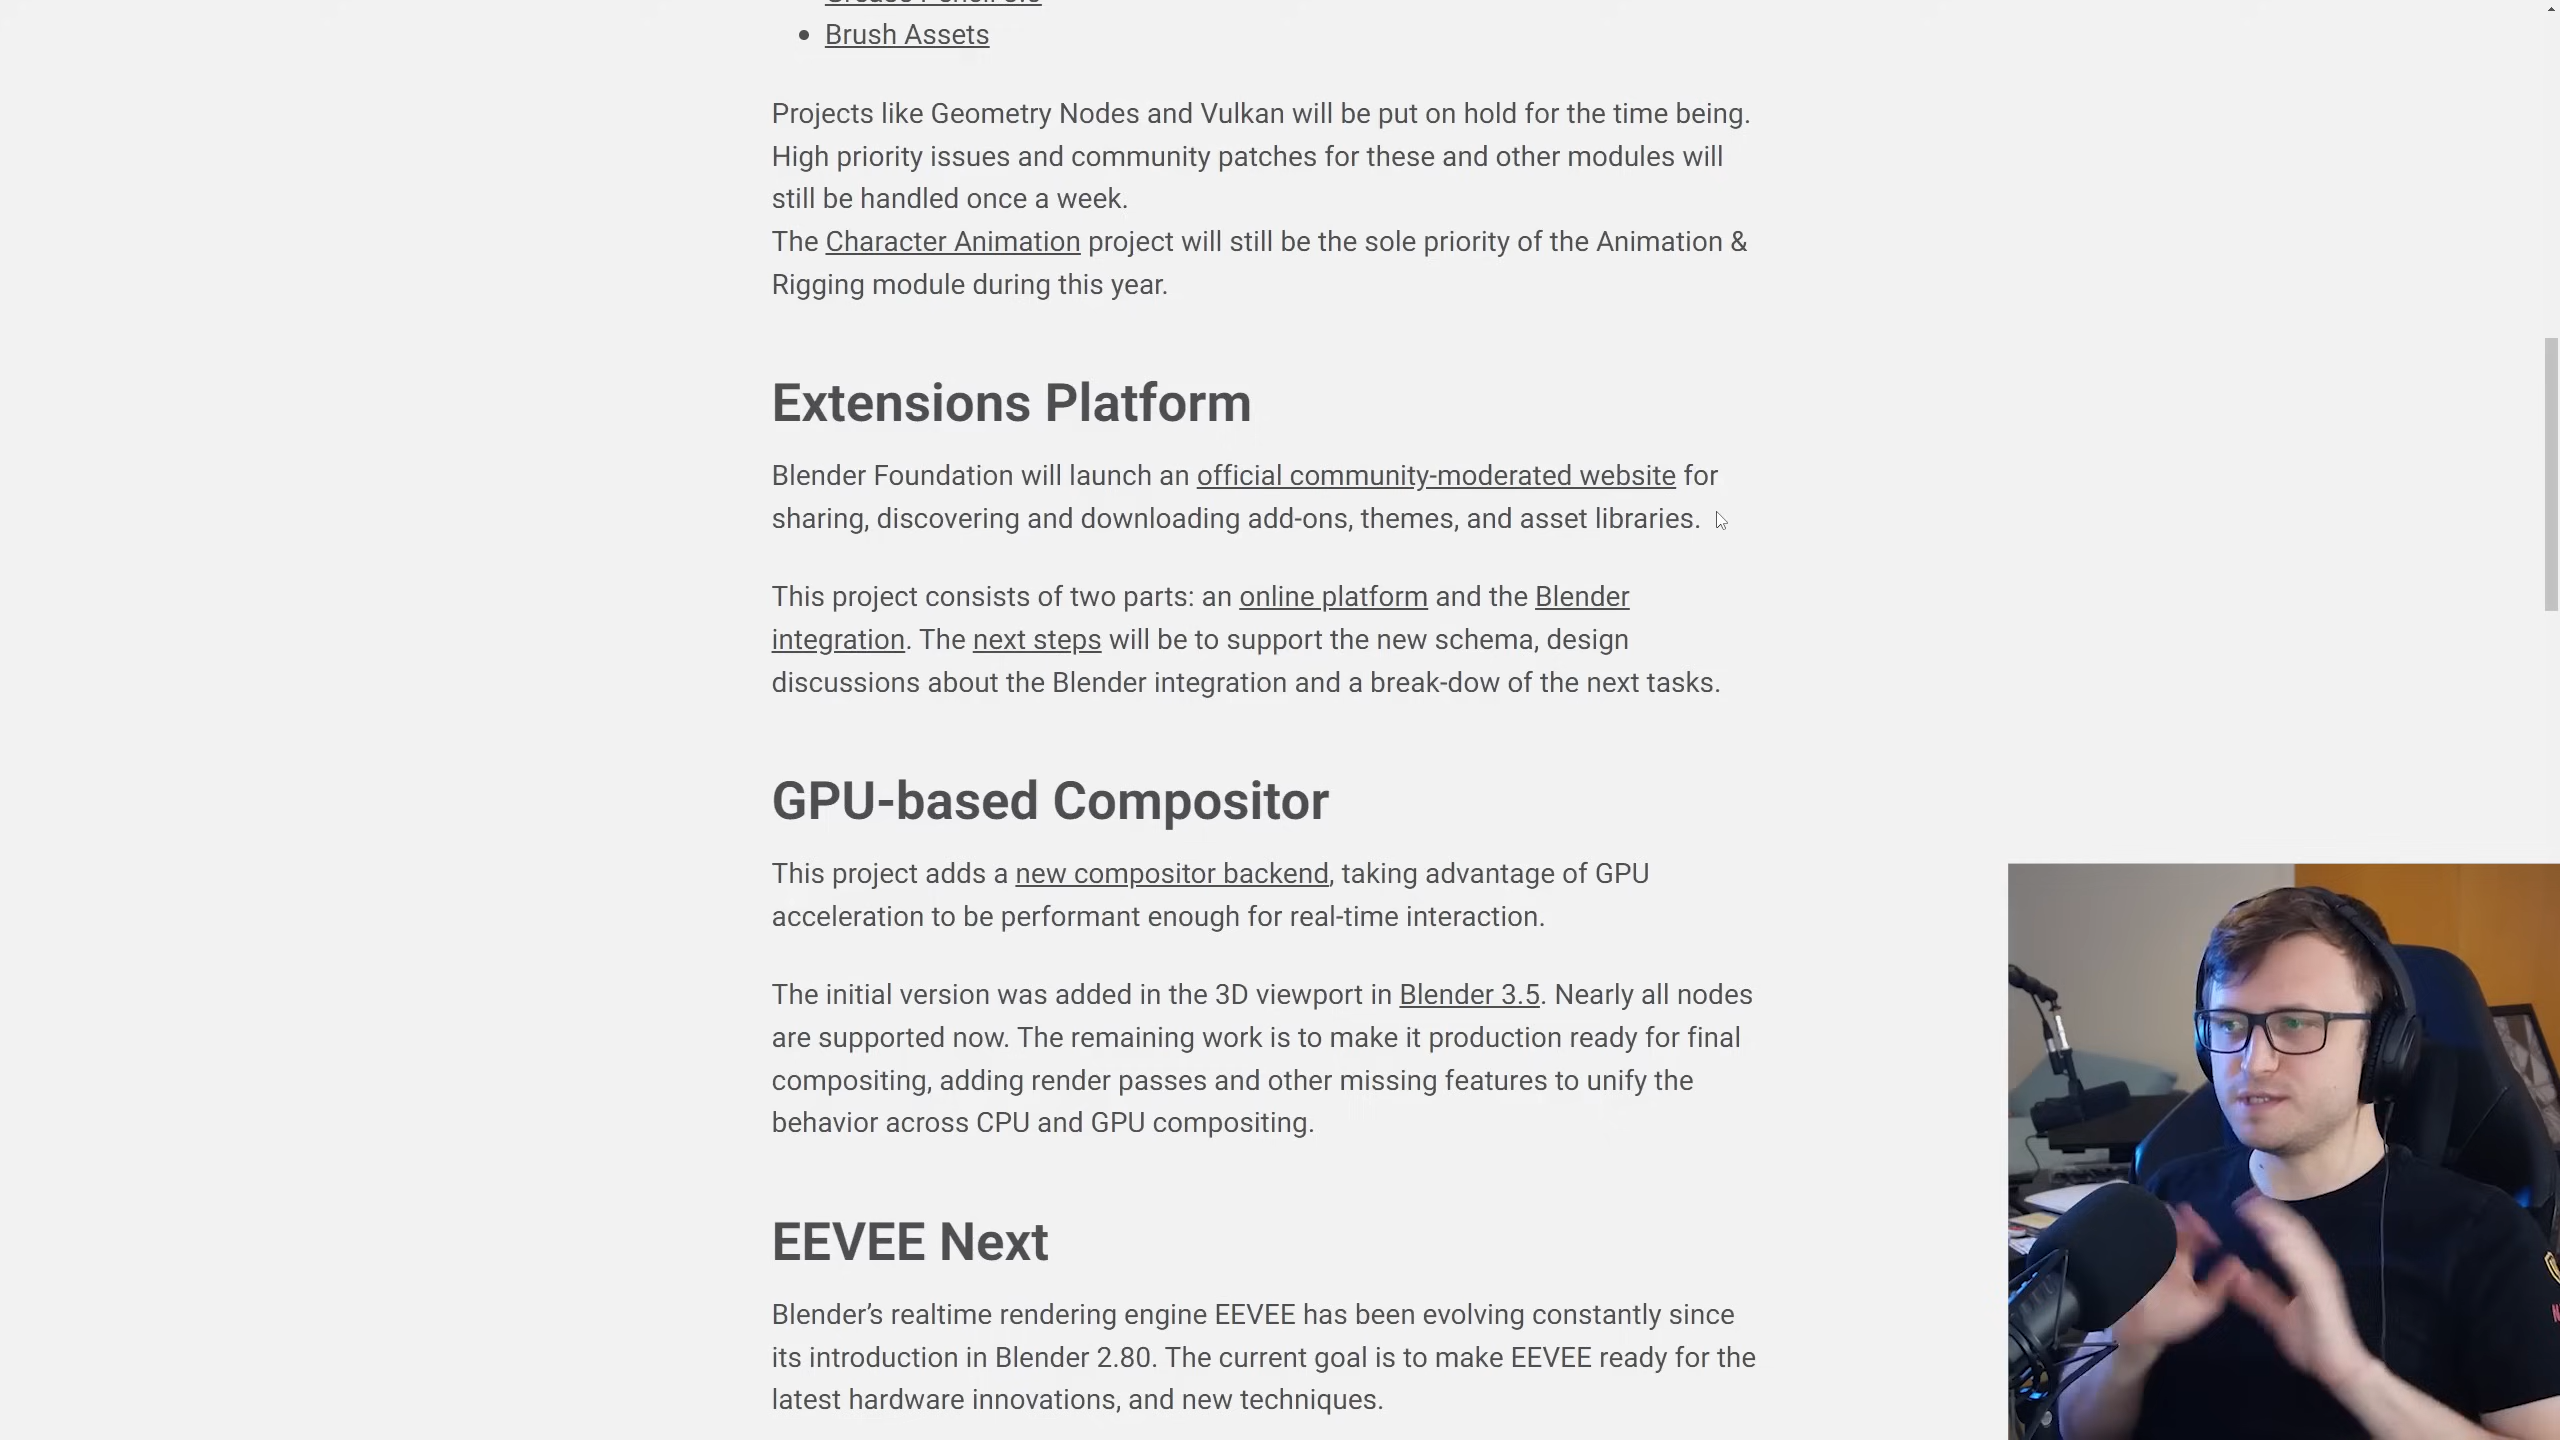 Brush Assets
Projects like Geometry Nodes and Vulkan will be put on hold for the time being.
High priority issues and community patches for these and other modules will
still be handled once a week.
The Character Animation project will still be the sole priority of the Animation &
Rigging module during this year.
Extensions Platform
Blender Foundation will launch an official community-moderated website for
sharing, discovering and downloading add-ons, themes, and asset libraries.
This project consists of two parts: an online platform and the Blender
integration. The next steps will be to support the new schema, design
discussions about the Blender integration and a break-dow of the next tasks.
GPU-based Compositor
This project adds a new compositor backend, taking advantage of GPU
acceleration to be performant enough for real-time interaction.
The initial version was added in the 3D viewport in Blender 3.5. Nearly all nodes
are supported now. The remaining work is to make it production ready for final
compositing, adding render passes and other missing features to unify the
behavior across CPU and GPU compositing.
EEVEE Next
Blender’s realtime rendering engine EEVEE has been evolving constantly since
its introduction in Blender 2.80. The current goal is to make EEVEE ready for the
latest hardware innovations, and new techniques.